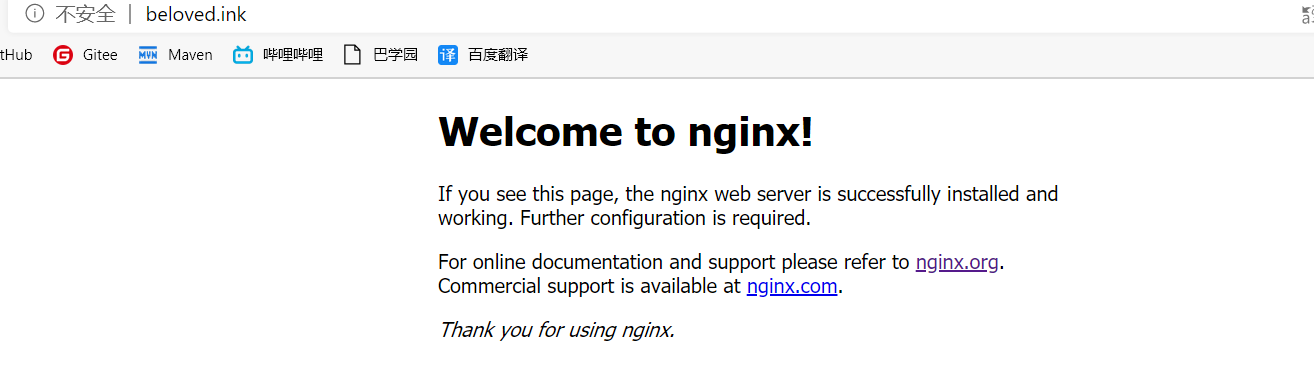 不安全 | beloved.ink
tHub Gitee Maven 哔哩哔哩 巴学园 译 百度翻译
Welcome to nginx!
If you see this page, the nginx web server is successfully installed and
working. Further configuration is required.
For online documentation and support please refer to nginx.org.
Commercial support is available at nginx.com.
Thank you for using nginx.